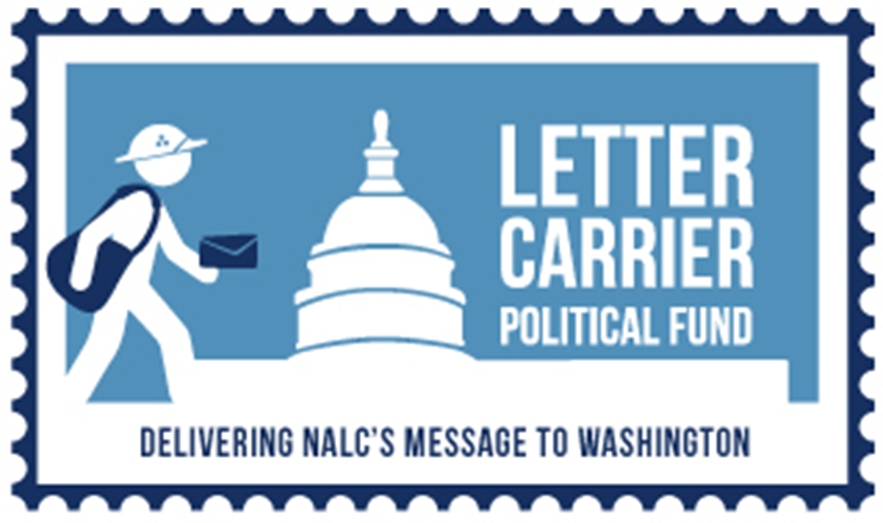 LETTER
CARRIER
POLITICAL FUND
DELIVERING NALC'S MESSAGE TO WASHINGTON